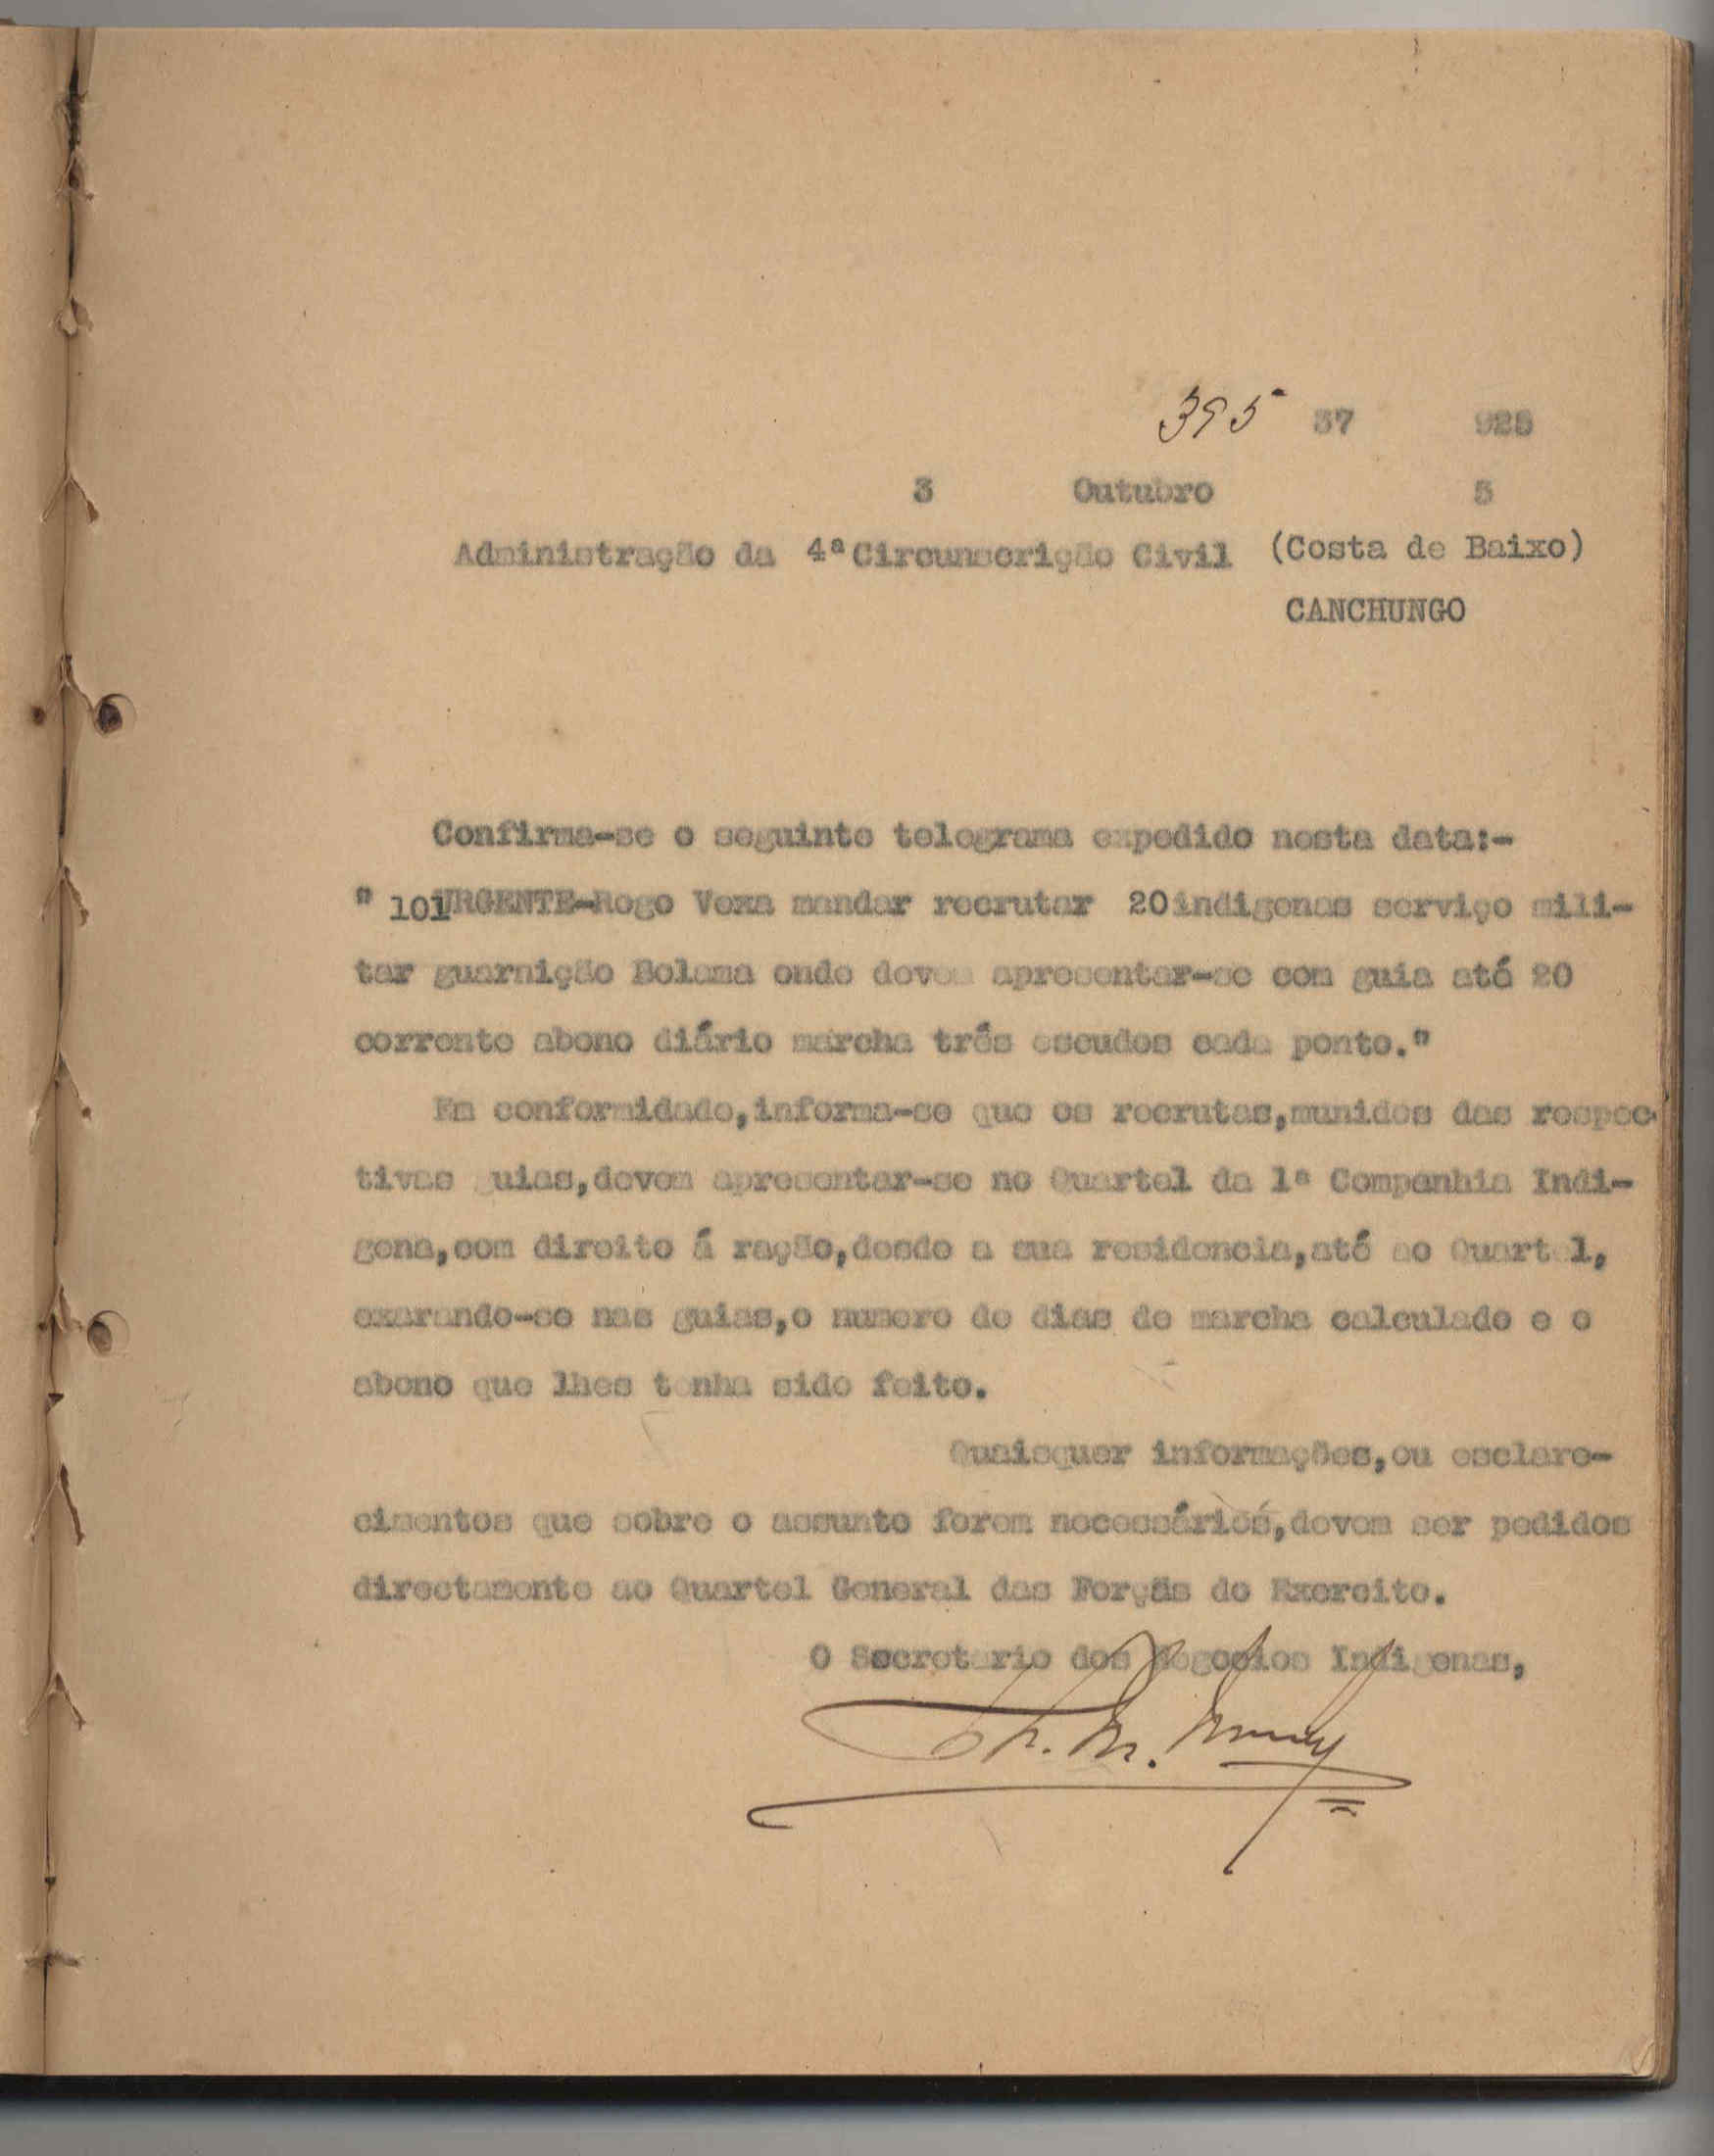 395 37 925
3 Outubro 5
Administração da 4ª Circunscrição Civil (Costa de Baixo)
CANCHUNGO
Confirma-se o seguinte telegrama expedido nesta data:-
" 101URGENTE-Rogo Vexa mandar recrutar 20indigenas serviço mili-
tar guarnição Bolama onde devem apresentar-se com guia até 20
corrente abono diário marcha três escudos cada ponto."
Em conformidade,informa-se que os recrutas,munidos das respec-
tivas guias,devem apresentar-se no Quartel da 1ª Companhia Indi-
gena,com direito á ração,desde a sua residencia,até ao Quartel,
exarando-se nas guias,o numero de dias de marcha calculado e o
abono que lhes tenha sido feito.
Quaisquer informações,ou esclare-
cimentos que sobre o assunto forem necessários,devem ser pedidos
directamente ao Quartel General das Forças do Exercito.
O Secretario dos Negocios Indigenas,